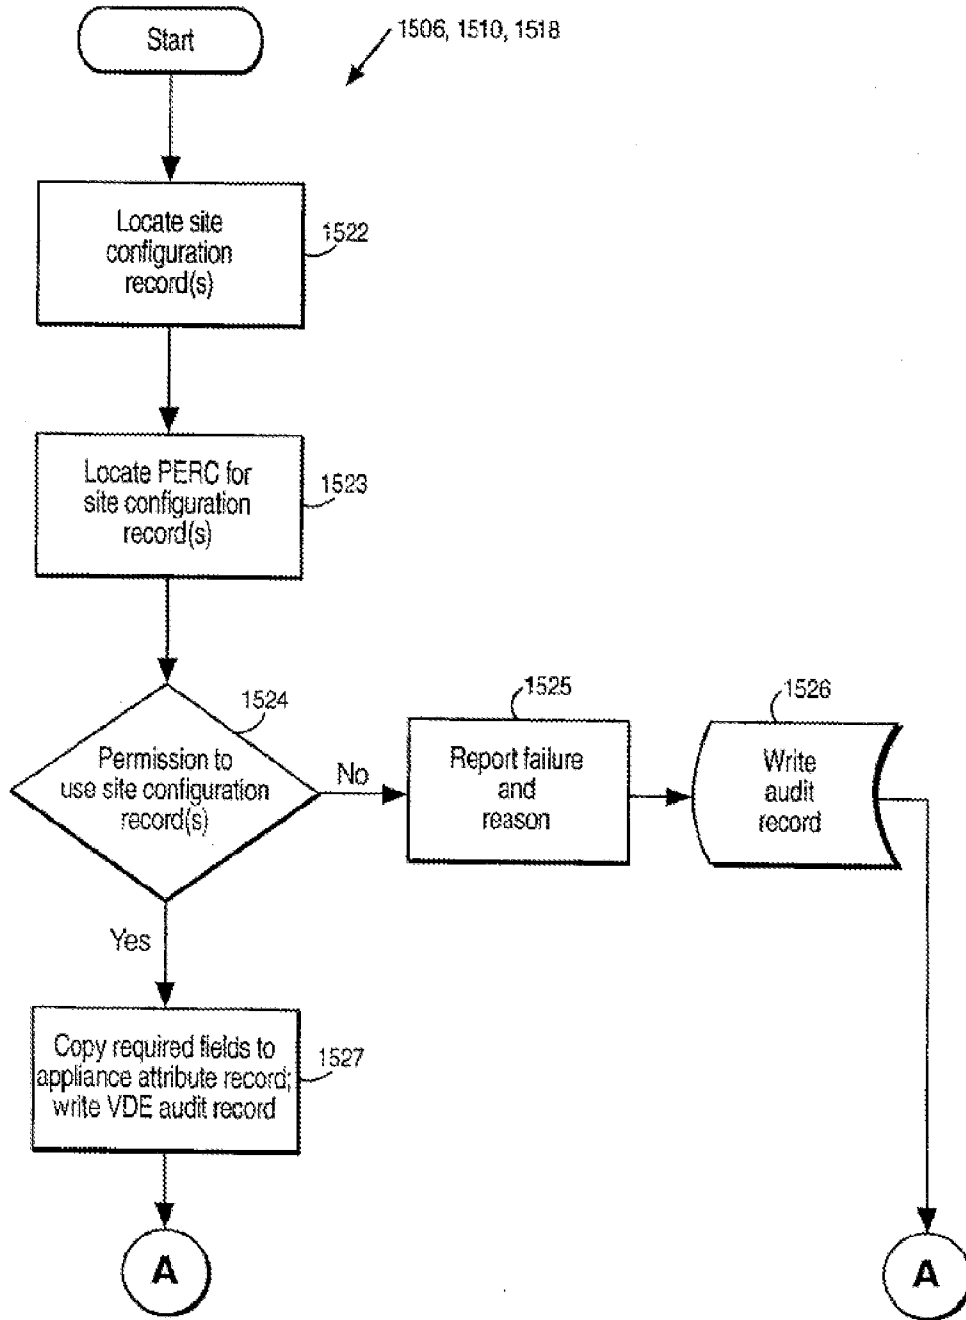 Start
1506, 1510, 1518
Locate site
configuration
record(s)
1522
Locate PERC for
site configuration
record(s)
1523
1524
Permission to
use site configuration
record(s)
No
1525
Report failure
and
reason
1526
Write
audit
record
Yes
Copy required fields to
appliance attribute record;
write VDE audit record
1527
A
A